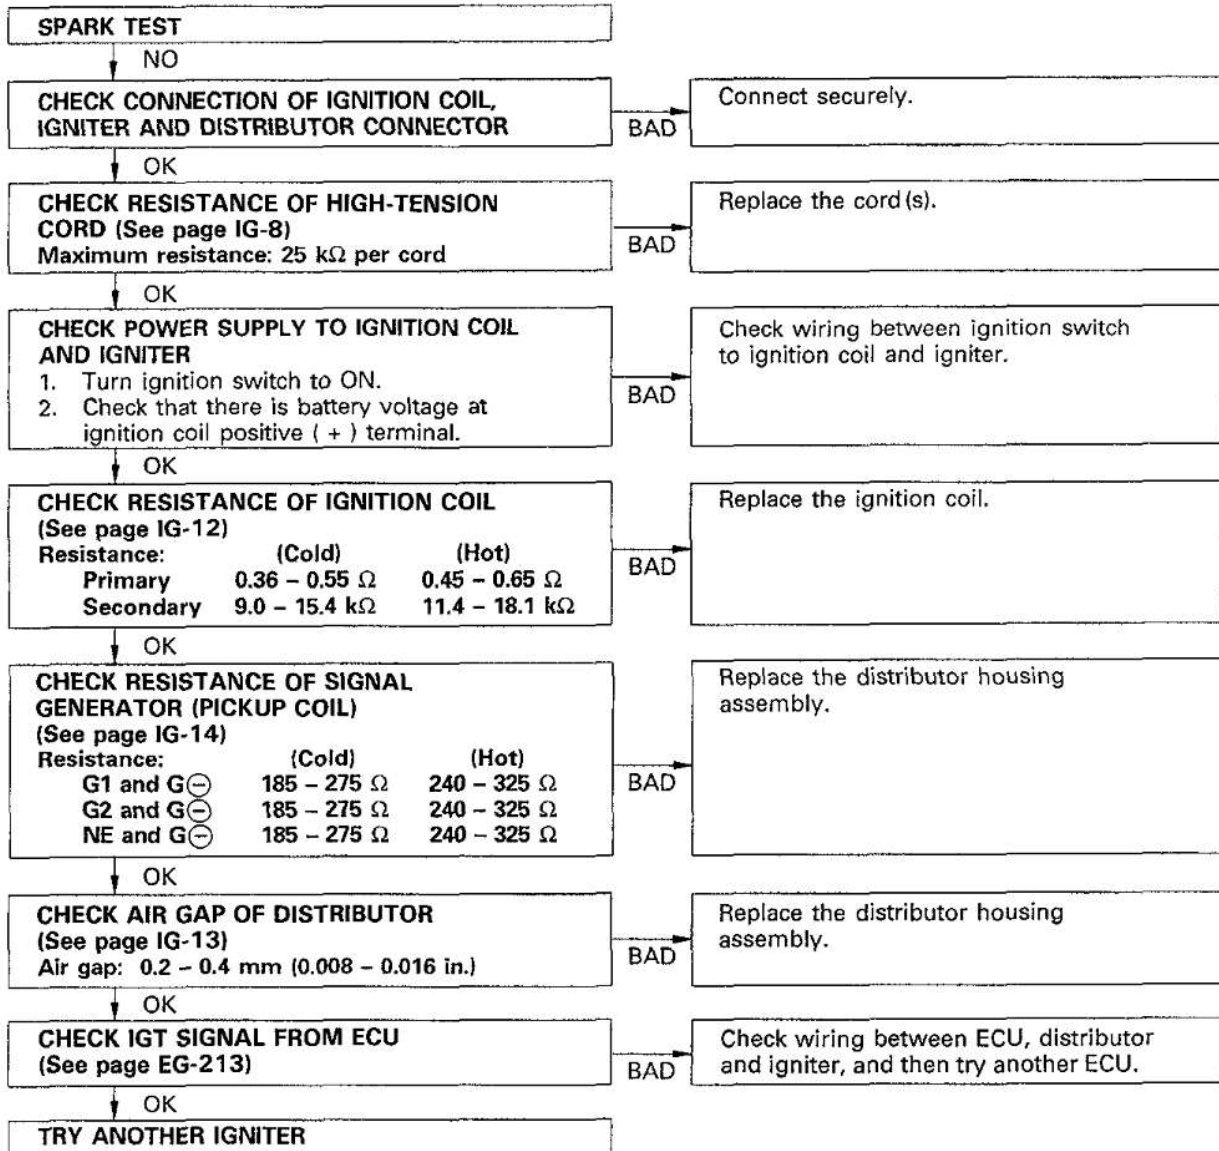 SPARK TEST
NO
CHECK CONNECTION OF IGNITION COIL,
IGNITER AND DISTRIBUTOR CONNECTOR
BAD
Connect securely.
OK
CHECK RESISTANCE OF HIGH-TENSION
CORD (See page IG-8)
Maximum resistance: 25 kΩ per cord
BAD
Replace the cord(s).
OK
CHECK POWER SUPPLY TO IGNITION COIL
AND IGNITER
1. Turn ignition switch to ON.
2. Check that there is battery voltage at
ignition coil positive ( + ) terminal.
BAD
Check wiring between ignition switch
to ignition coil and igniter.
OK
CHECK RESISTANCE OF IGNITION COIL
(See page IG-12)
Resistance: (Cold) (Hot)
Primary 0.36 – 0.55 Ω 0.45 – 0.65 Ω
Secondary 9.0 – 15.4 kΩ 11.4 – 18.1 kΩ
BAD
Replace the ignition coil.
OK
CHECK RESISTANCE OF SIGNAL
GENERATOR (PICKUP COIL)
(See page IG-14)
Resistance: (Cold) (Hot)
G1 and G⊖ 185 – 275 Ω 240 – 325 Ω
G2 and G⊖ 185 – 275 Ω 240 – 325 Ω
NE and G⊖ 185 – 275 Ω 240 – 325 Ω
BAD
Replace the distributor housing
assembly.
OK
CHECK AIR GAP OF DISTRIBUTOR
(See page IG-13)
Air gap: 0.2 – 0.4 mm (0.008 – 0.016 in.)
BAD
Replace the distributor housing
assembly.
OK
CHECK IGT SIGNAL FROM ECU
(See page EG-213)
BAD
Check wiring between ECU, distributor
and igniter, and then try another ECU.
OK
TRY ANOTHER IGNITER